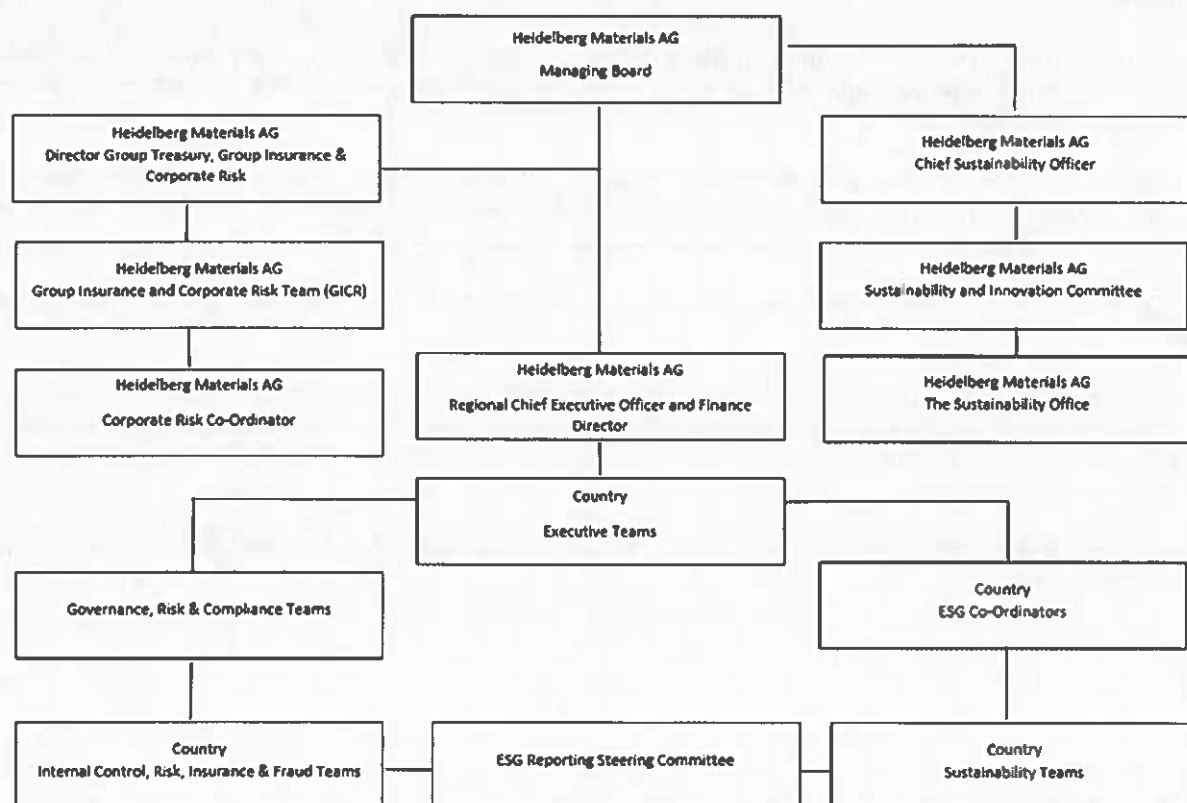 Heidelberg Materials AG
Managing Board
Heidelberg Materials AG
Director Group Treasury, Group Insurance &
Corporate Risk
Heidelberg Materials AG
Chief Sustainability Officer
Heidelberg Materials AG
Group Insurance and Corporate Risk Team (GICR)
Heidelberg Materials AG
Sustainability and Innovation Committee
Heidelberg Materials AG
Corporate Risk Co-Ordinator
Heidelberg Materials AG
Regional Chief Executive Officer and Finance
Director
Heidelberg Materials AG
The Sustainability Office
Country
Executive Teams
Governance, Risk & Compliance Teams
Country
ESG Co-Ordinators
Country
Internal Control, Risk, Insurance & Fraud Teams
ESG Reporting Steering Committee
Country
Sustainability Teams